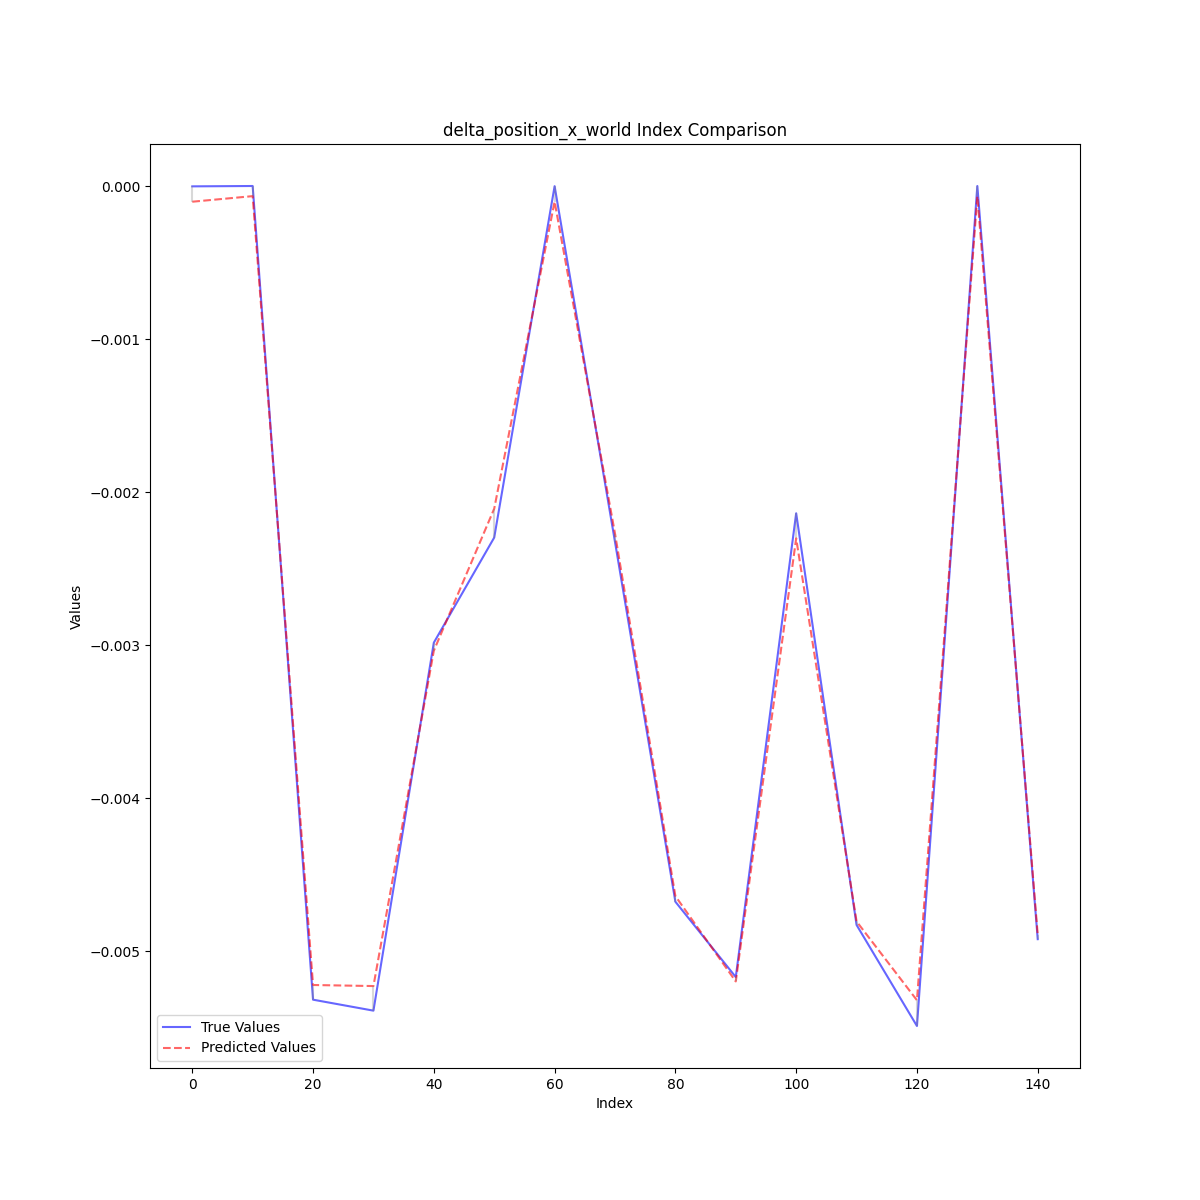 delta_position_x_world Index Comparison
0.000
−0.001
−0.002
−0.003
−0.004
−0.005
Values
True Values
Predicted Values
0 20 40 60 80 100 120 140
Index